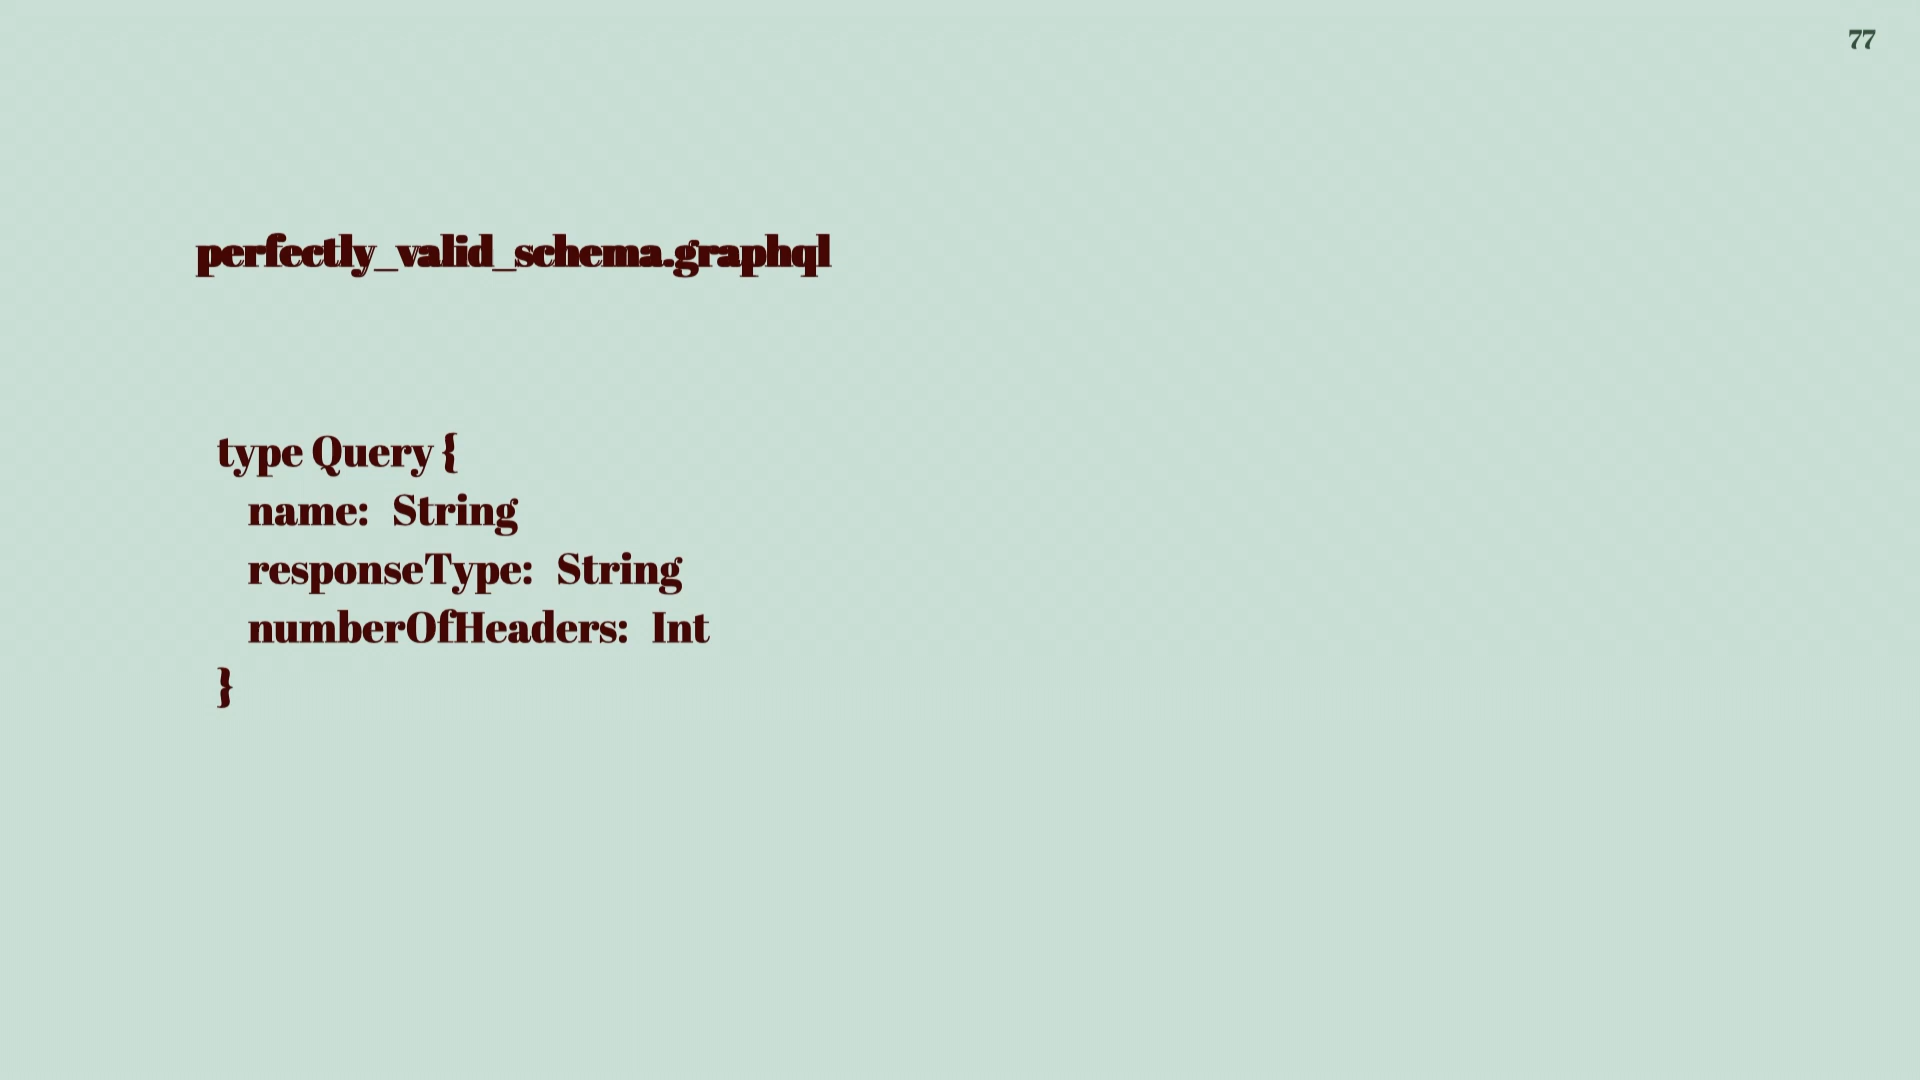 77
perfectly_valid_schema.graphql
type Query {
name: String
responseType: String
numberOfHeaders: Int
}